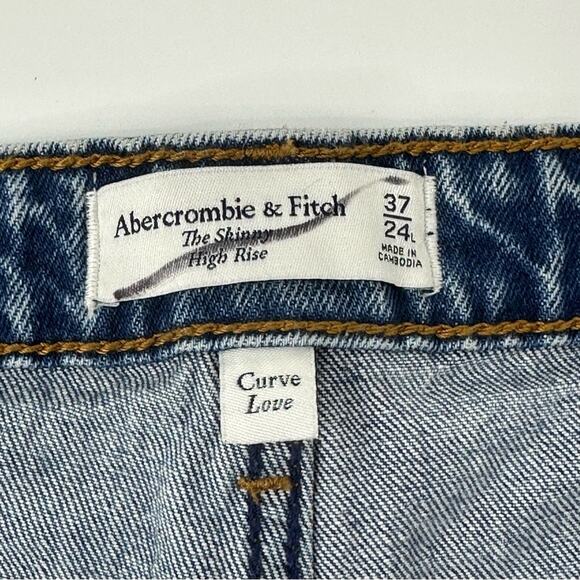 Abercrombie & Fitch
The Skinny
High Rise
37
24L
MADE IN
CAMBODIA
Curve
Love